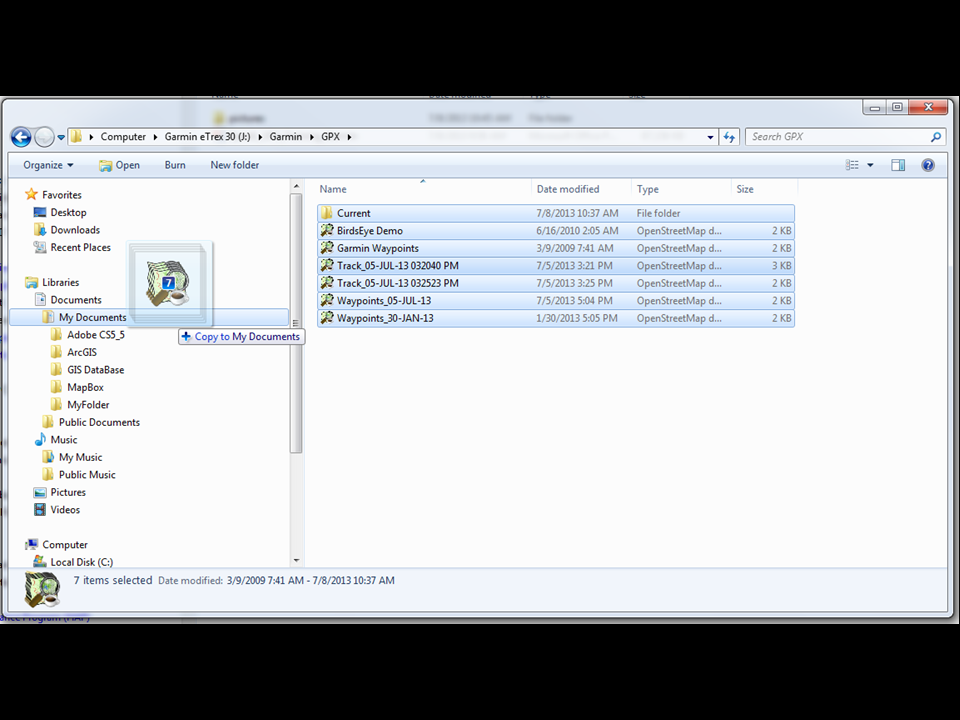 Computer Garmin eTrex 30 (J:) Garmin GPX
Search GPX
Organize Open Burn New folder
Name Date modified Type Size
Favorites
Desktop
Downloads
Recent Places
Libraries
Documents
My Documents
Adobe CS5_5
ArcGIS
GIS DataBase
MapBox
MyFolder
Public Documents
Music
My Music
Public Music
Pictures
Videos
Computer
Local Disk (C:)
7
Copy to My Documents
Current 7/8/2013 10:37 AM File folder
BirdsEye Demo 6/16/2010 2:05 AM OpenStreetMap d... 2 KB
Garmin Waypoints 3/9/2009 7:41 AM OpenStreetMap d... 2 KB
Track_05-JUL-13 032040 PM 7/5/2013 3:21 PM OpenStreetMap d... 3 KB
Track_05-JUL-13 032523 PM 7/5/2013 3:25 PM OpenStreetMap d... 2 KB
Waypoints_05-JUL-13 7/5/2013 5:04 PM OpenStreetMap d... 2 KB
Waypoints_30-JAN-13 1/30/2013 5:05 PM OpenStreetMap d... 2 KB
7 items selected Date modified: 3/9/2009 7:41 AM - 7/8/2013 10:37 AM